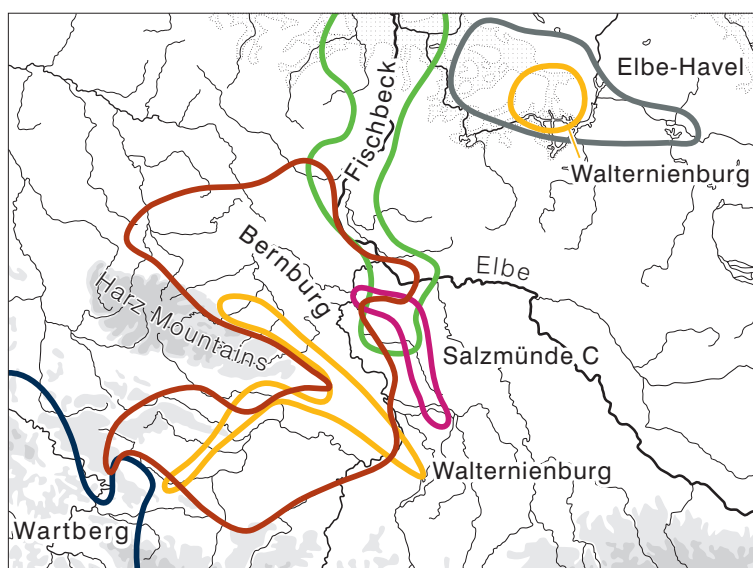 Elbe-Havel
Fischbeck
Walternienburg
Bernburg
Elbe
Harz Mountains
Salzmünde C
Walternienburg
Wartberg